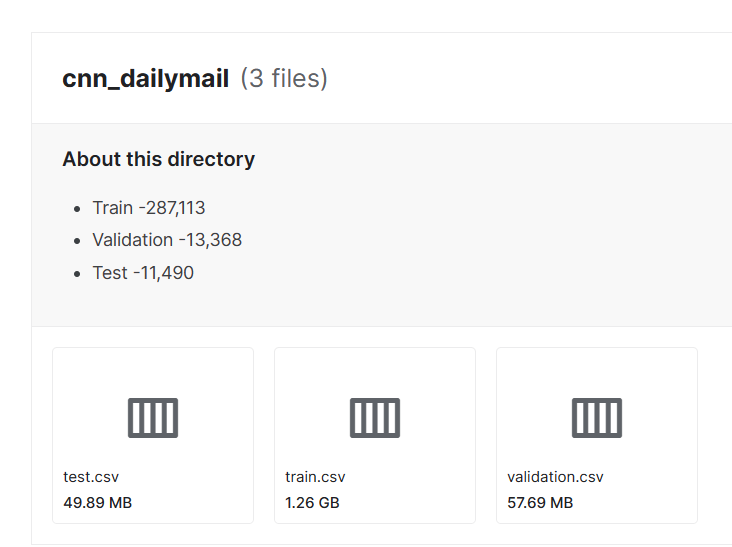 cnn_dailymail (3 files)
About this directory
Train -287,113
Validation -13,368
Test -11,490
test.csv
49.89 MB
train.csv
1.26 GB
validation.csv
57.69 MB